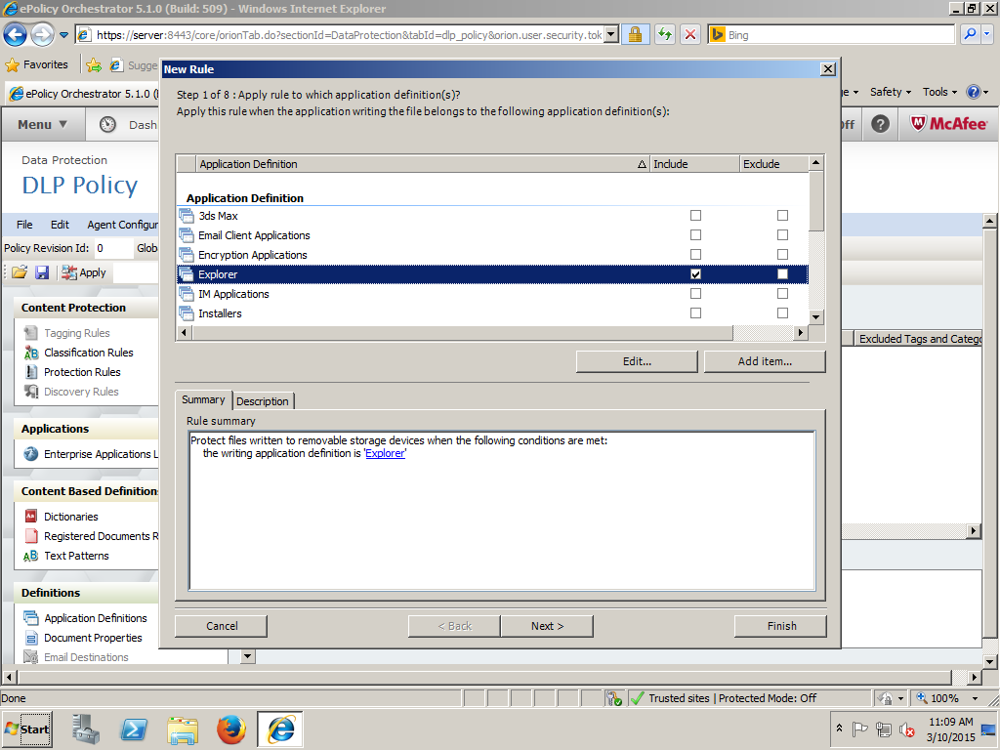 ePolicy Orchestrator 5.1.0 (Build: 509) - Windows Internet Explorer
https://server:8443/core/orionTab.do?sectionId=DataProtection&tabId=dlp_policy&orion.user.security.tok
Bing
Favorites
Sugge
ePolicy Orchestrator 5.1.0 (
Safety
Tools
Menu
Dash
Off
McAfee
Data Protection
DLP Policy
File Edit Agent Configur
Policy Revision Id: 0 Glob
Apply
Content Protection
Tagging Rules
Classification Rules
Protection Rules
Discovery Rules
Applications
Enterprise Applications L
Content Based Definition
Dictionaries
Registered Documents R
Text Patterns
Definitions
Application Definitions
Document Properties
Email Destinations
Excluded Tags and Catego
New Rule
Step 1 of 8 : Apply rule to which application definition(s)?
Apply this rule when the application writing the file belongs to the following application definition(s):
Application Definition Include Exclude
Application Definition
3ds Max
Email Client Applications
Encryption Applications
Explorer
IM Applications
Installers
Edit... Add item...
Summary Description
Rule summary
Protect files written to removable storage devices when the following conditions are met:
the writing application definition is 'Explorer'
Cancel < Back Next > Finish
Done
Trusted sites | Protected Mode: Off
100%
Start
11:09 AM
3/10/2015